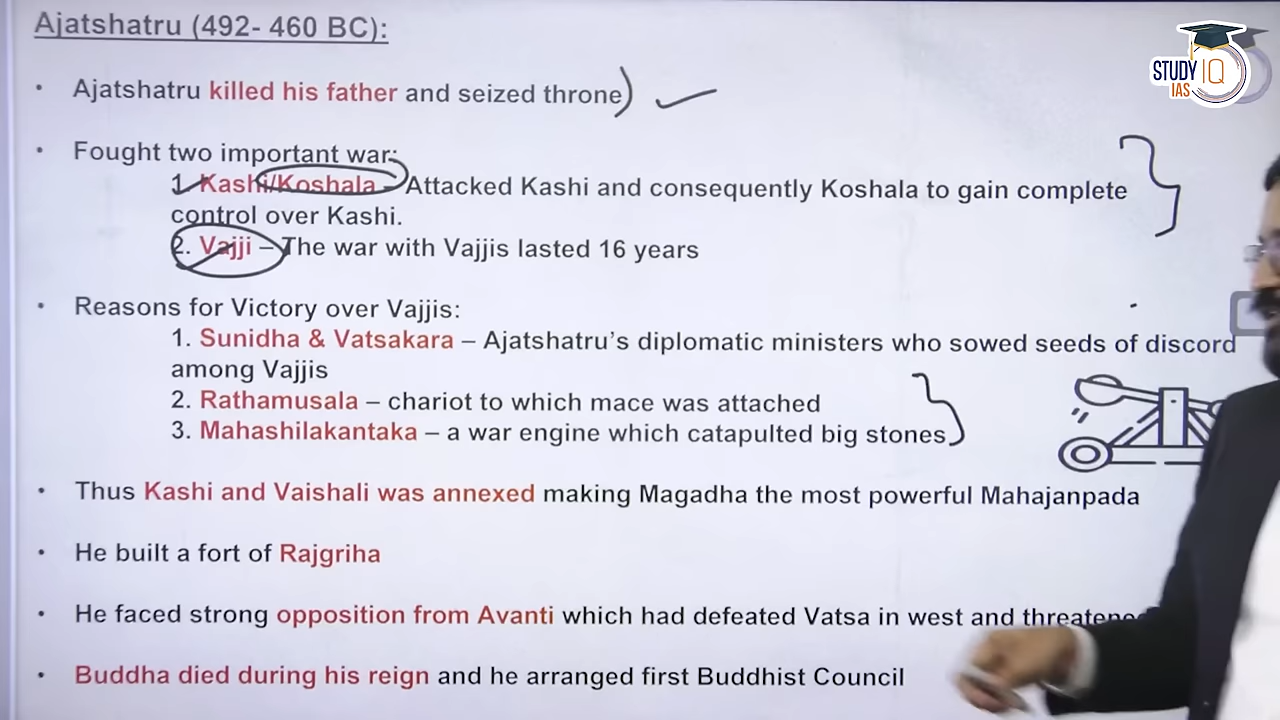 Ajatshatru (492- 460 BC):
STUDY IQ
IAS
• Ajatshatru killed his father and seized throne
• Fought two important war:
1. Kashi/Koshala – Attacked Kashi and consequently Koshala to gain complete
control over Kashi.
2. Vajji – The war with Vajjis lasted 16 years
• Reasons for Victory over Vajjis:
1. Sunidha & Vatsakara – Ajatshatru's diplomatic ministers who sowed seeds of discord
among Vajjis
2. Rathamusala – chariot to which mace was attached
3. Mahashilakantaka – a war engine which catapulted big stones
• Thus Kashi and Vaishali was annexed making Magadha the most powerful Mahajanpada
• He built a fort of Rajgriha
• He faced strong opposition from Avanti which had defeated Vatsa in west and
• Buddha died during his reign and he arranged first Buddhist Council